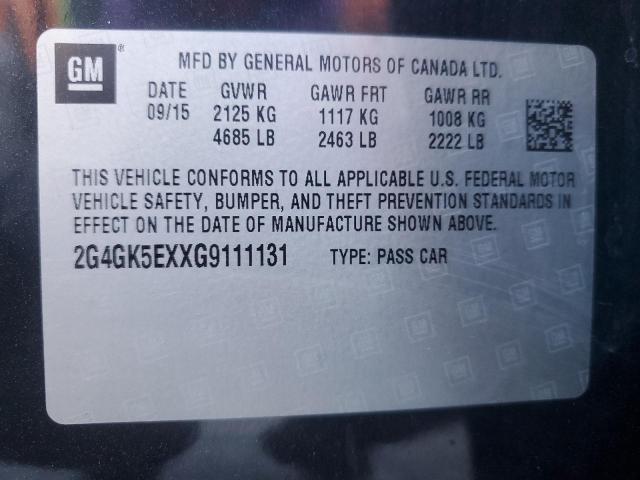 GM ® MFD BY GENERAL MOTORS OF CANADA LTD.
DATE GVWR GAWR FRT GAWR RR
09/15 2125 KG 1117 KG 1008 KG
4685 LB 2463 LB 2222 LB
THIS VEHICLE CONFORMS TO ALL APPLICABLE U.S. FEDERAL MOTOR
VEHICLE SAFETY, BUMPER, AND THEFT PREVENTION STANDARDS IN
EFFECT ON THE DATE OF MANUFACTURE SHOWN ABOVE.
2G4GK5EXXG9111131 TYPE: PASS CAR